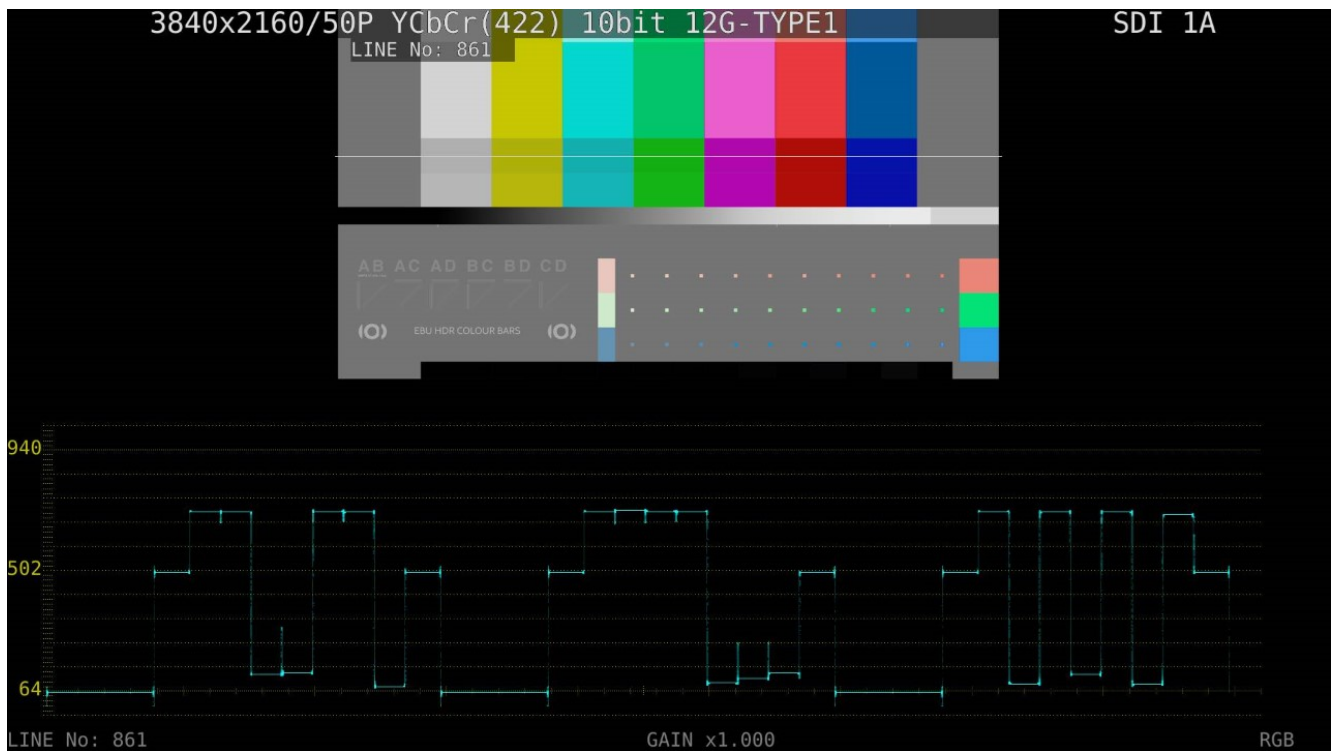 3840x2160/50P YCbCr(422) 10bit 12G-TYPE1 SDI 1A
LINE No: 861
AB AC AD BC BD CD
EBU HDR COLOUR BARS
940
502
64
LINE No: 861 GAIN x1.000 RGB